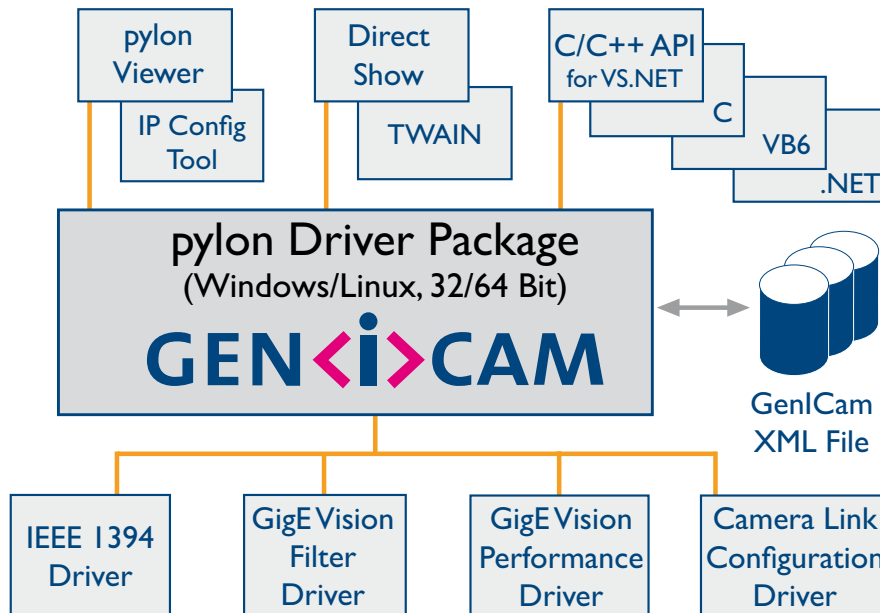 pylon
Viewer
IP Config
Tool
Direct
Show
TWAIN
C/C++ API
for VS.NET
C
VB6
.NET
pylon Driver Package
(Windows/Linux, 32/64 Bit)
GEN<i>CAM
GenICam
XML File
IEEE 1394
Driver
GigE Vision
Filter
Driver
GigE Vision
Performance
Driver
Camera Link
Configuration
Driver